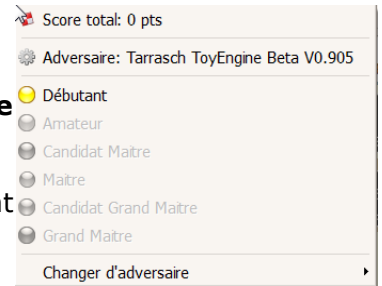 Score total: 0 pts
Adversaire: Tarrasch ToyEngine Beta V0.905
e
Débutant
Amateur
Candidat Maitre
Maitre
nt
Candidat Grand Maitre
Grand Maitre
Changer d'adversaire